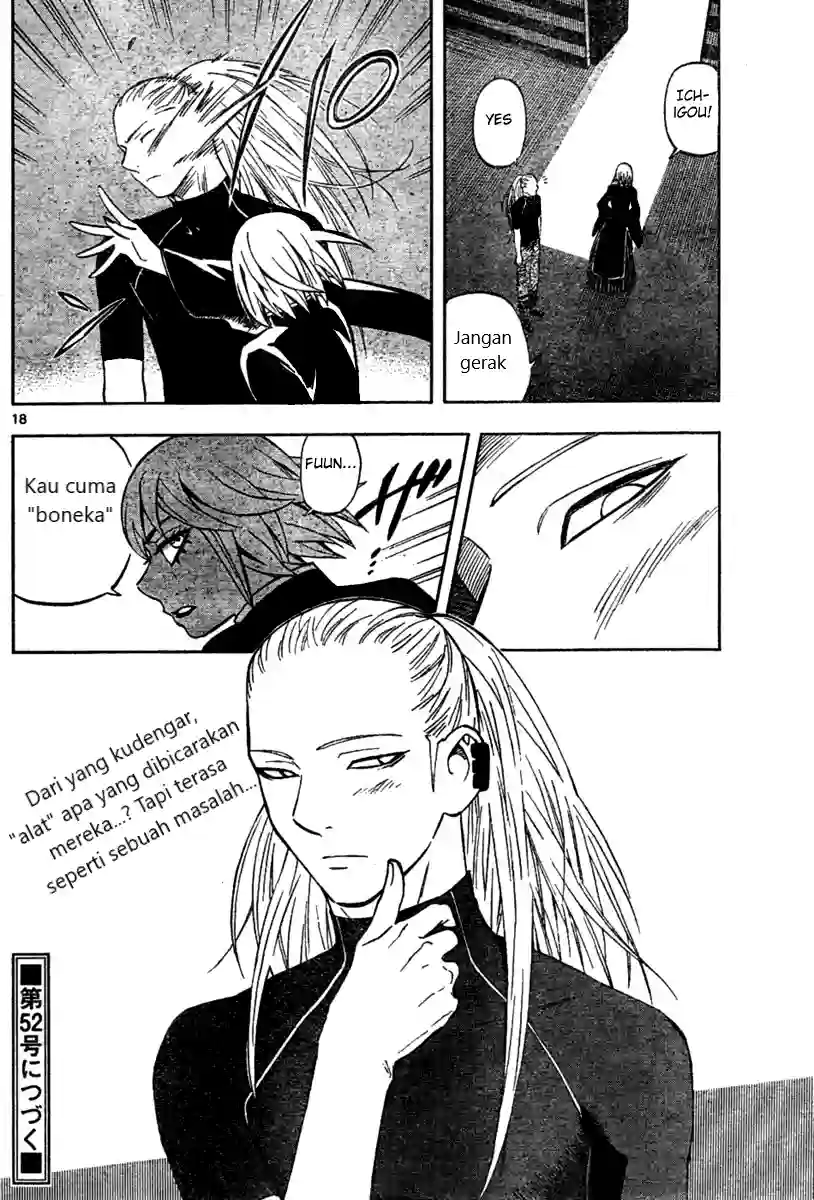 ICH-
IGOU!
YES
Jangan
gerak
18
FUUN...
Kau cuma
"boneka"
Dari yang kudengar,
"alat" apa yang dibicarakan
mereka...? Tapi terasa
seperti sebuah masalah...
■第52号につづく■